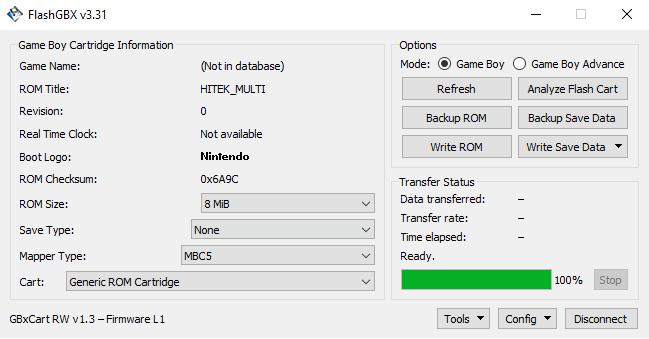 FlashGBX v3.31
Game Boy Cartridge Information
Game Name: (Not in database)
ROM Title: HITEK_MULTI
Revision: 0
Real Time Clock: Not available
Boot Logo: Nintendo
ROM Checksum: 0x6A9C
ROM Size: 8 MiB
Save Type: None
Mapper Type: MBC5
Cart: Generic ROM Cartridge
Options
Mode: Game Boy Game Boy Advance
Refresh Analyze Flash Cart
Backup ROM Backup Save Data
Write ROM Write Save Data
Transfer Status
Data transferred: –
Transfer rate: –
Time elapsed: –
Ready.
100% Stop
GBxCart RW v1.3 – Firmware L1
Tools Config Disconnect